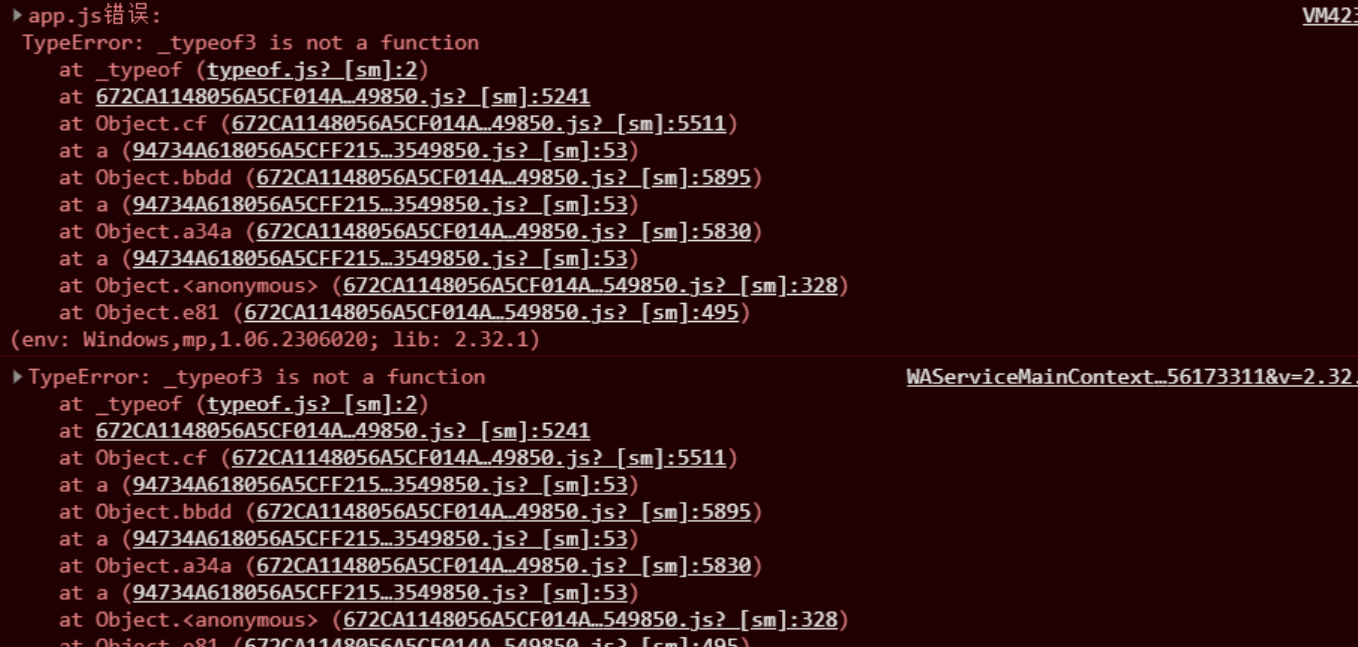 ▶app.js错误: VM423
TypeError: _typeof3 is not a function
at _typeof (typeof.js? [sm]:2)
at 672CA1148056A5CF014A…49850.js? [sm]:5241
at Object.cf (672CA1148056A5CF014A…49850.js? [sm]:5511)
at a (94734A618056A5CFF215…3549850.js? [sm]:53)
at Object.bbdd (672CA1148056A5CF014A…49850.js? [sm]:5895)
at a (94734A618056A5CFF215…3549850.js? [sm]:53)
at Object.a34a (672CA1148056A5CF014A…49850.js? [sm]:5830)
at a (94734A618056A5CFF215…3549850.js? [sm]:53)
at Object.<anonymous> (672CA1148056A5CF014A…549850.js? [sm]:328)
at Object.e81 (672CA1148056A5CF014A…549850.js? [sm]:495)
(env: Windows,mp,1.06.2306020; lib: 2.32.1)
▶TypeError: _typeof3 is not a function WAServiceMainContext…56173311&v=2.32.
at _typeof (typeof.js? [sm]:2)
at 672CA1148056A5CF014A…49850.js? [sm]:5241
at Object.cf (672CA1148056A5CF014A…49850.js? [sm]:5511)
at a (94734A618056A5CFF215…3549850.js? [sm]:53)
at Object.bbdd (672CA1148056A5CF014A…49850.js? [sm]:5895)
at a (94734A618056A5CFF215…3549850.js? [sm]:53)
at Object.a34a (672CA1148056A5CF014A…49850.js? [sm]:5830)
at a (94734A618056A5CFF215…3549850.js? [sm]:53)
at Object.<anonymous> (672CA1148056A5CF014A…549850.js? [sm]:328)
at Object.e81 (672CA1148056A5CF014A…549850.js? [sm]:495)